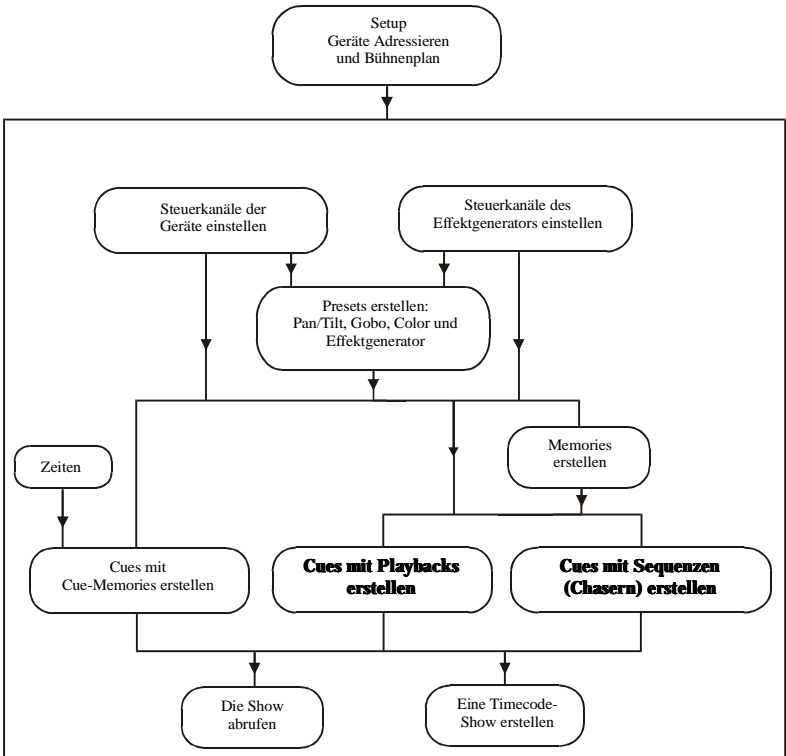 Setup
Geräte Adressieren
und Bühnenplan
Steuerkanäle der
Geräte einstellen
Steuerkanäle des
Effektgenerators einstellen
Presets erstellen:
Pan/Tilt, Gobo, Color und
Effektgenerator
Memories
erstellen
Zeiten
Cues mit
Cue-Memories erstellen
Cues mit Playbacks
erstellen
Cues mit Sequenzen
(Chasern) erstellen
Die Show
abrufen
Eine Timecode-
Show erstellen